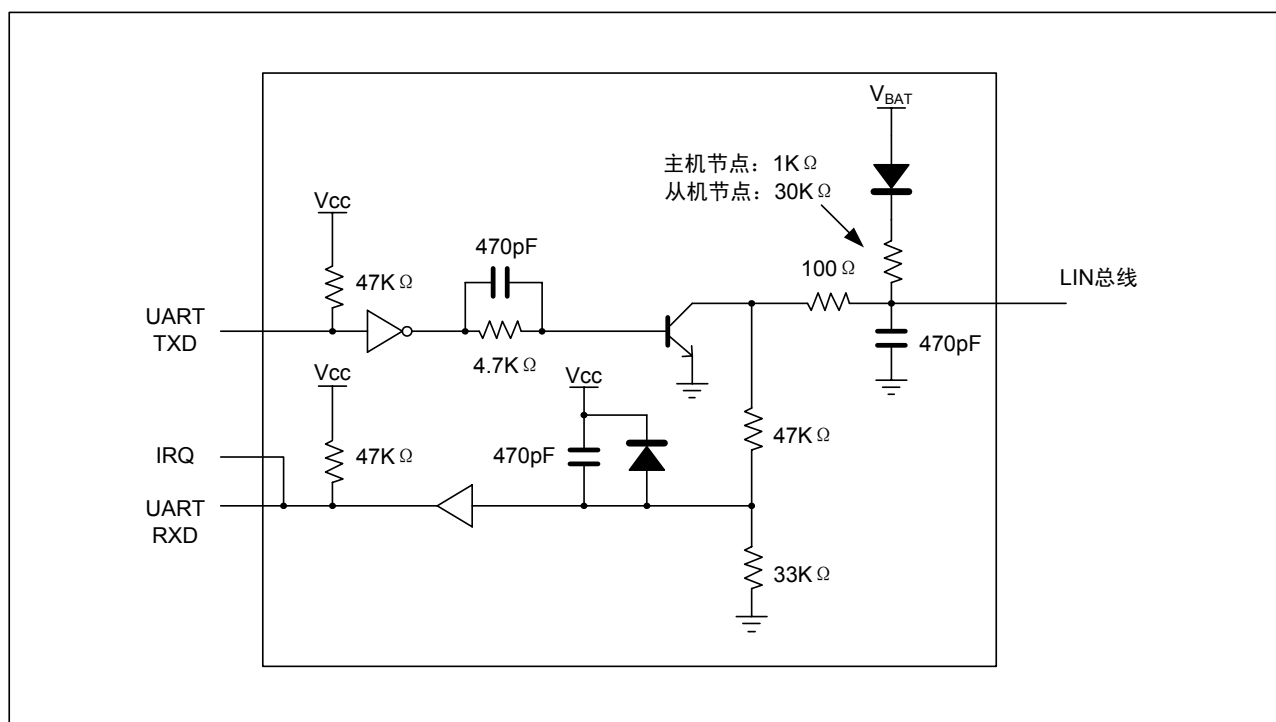 V_BAT
主机节点：1KΩ
从机节点：30KΩ
Vcc
470pF
47KΩ
100Ω
LIN总线
UART
TXD
4.7KΩ
470pF
Vcc
Vcc
47KΩ
IRQ
47KΩ
470pF
UART
RXD
33KΩ